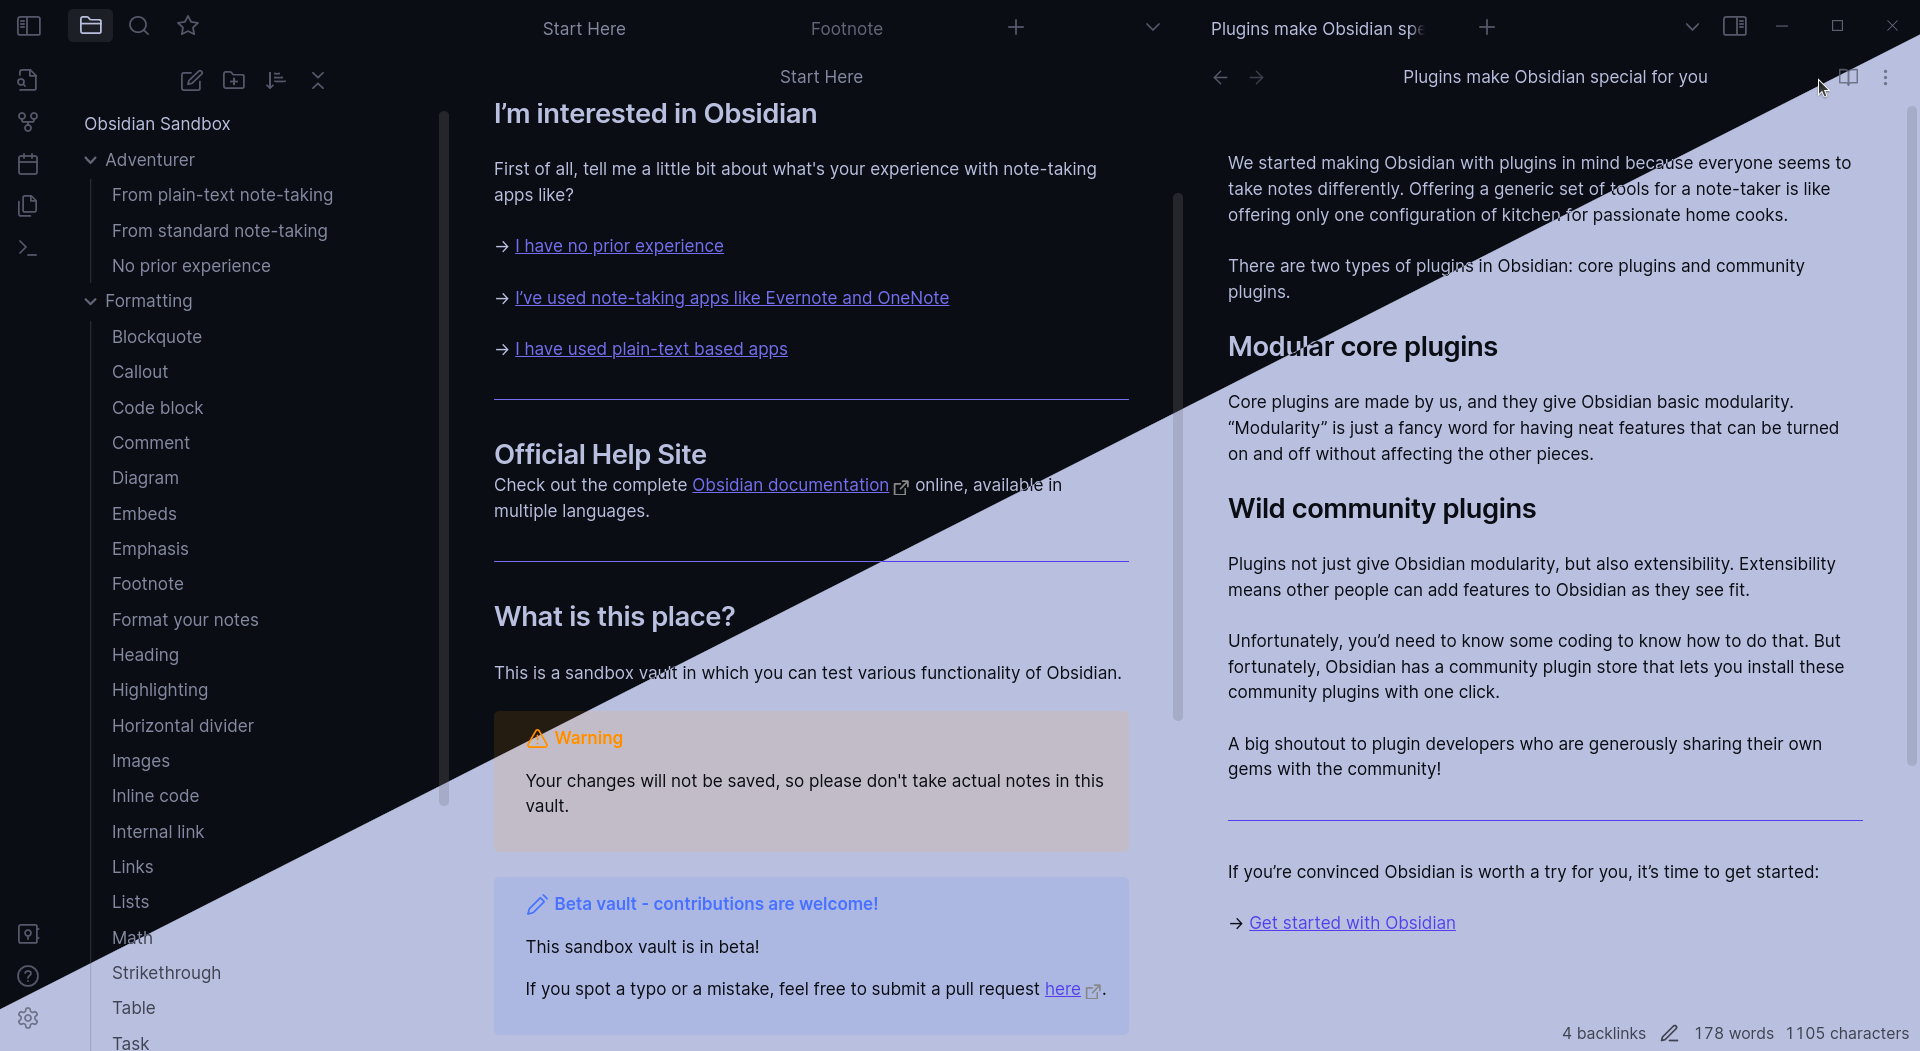 Start Here
Footnote
Plugins make Obsidian spe
Obsidian Sandbox
Adventurer
From plain-text note-taking
From standard note-taking
No prior experience
Formatting
Blockquote
Callout
Code block
Comment
Diagram
Embeds
Emphasis
Footnote
Format your notes
Heading
Highlighting
Horizontal divider
Images
Inline code
Internal link
Links
Lists
Math
Strikethrough
Table
Task
Start Here
I’m interested in Obsidian
First of all, tell me a little bit about what's your experience with note-taking
apps like?
→ I have no prior experience
→ I’ve used note-taking apps like Evernote and OneNote
→ I have used plain-text based apps
Official Help Site
Check out the complete Obsidian documentation online, available in
multiple languages.
What is this place?
This is a sandbox vault in which you can test various functionality of Obsidian.
Warning
Your changes will not be saved, so please don't take actual notes in this
vault.
Beta vault - contributions are welcome!
This sandbox vault is in beta!
If you spot a typo or a mistake, feel free to submit a pull request here .
Plugins make Obsidian special for you
We started making Obsidian with plugins in mind because everyone seems to
take notes differently. Offering a generic set of tools for a note-taker is like
offering only one configuration of kitchen for passionate home cooks.
There are two types of plugins in Obsidian: core plugins and community
plugins.
Modular core plugins
Core plugins are made by us, and they give Obsidian basic modularity.
“Modularity” is just a fancy word for having neat features that can be turned
on and off without affecting the other pieces.
Wild community plugins
Plugins not just give Obsidian modularity, but also extensibility. Extensibility
means other people can add features to Obsidian as they see fit.
Unfortunately, you’d need to know some coding to know how to do that. But
fortunately, Obsidian has a community plugin store that lets you install these
community plugins with one click.
A big shoutout to plugin developers who are generously sharing their own
gems with the community!
If you’re convinced Obsidian is worth a try for you, it’s time to get started:
→ Get started with Obsidian
4 backlinks 178 words 1105 characters